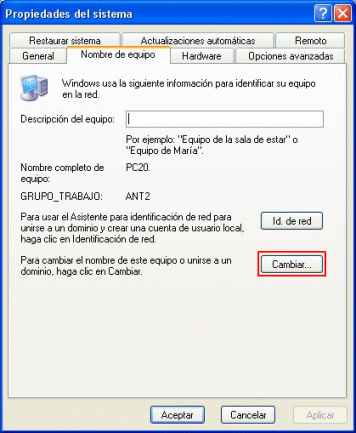 Propiedades del sistema
Restaurar sistema Actualizaciones automáticas Remoto
General Nombre de equipo Hardware Opciones avanzadas
Windows usa la siguiente información para identificar su equipo
en la red.
Descripción del equipo:
Por ejemplo: "Equipo de la sala de estar" o
"Equipo de María".
Nombre completo de
equipo:
PC20.
GRUPO_TRABAJO: ANT2
Para usar el Asistente para identificación de red para
unirse a un dominio y crear una cuenta de usuario local,
haga clic en Identificación de red.
Id. de red
Para cambiar el nombre de este equipo o unirse a un
dominio, haga clic en Cambiar.
Cambiar...
Aceptar Cancelar Aplicar